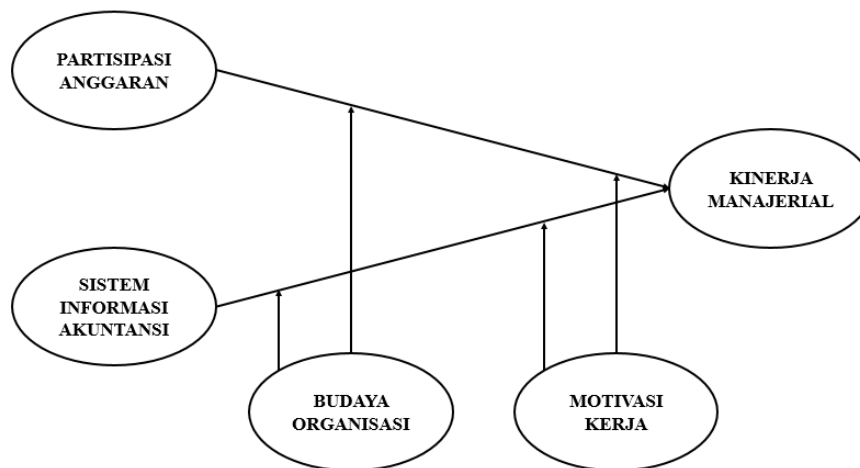 PARTISIPASI
ANGGARAN
KINERJA
MANAJERIAL
SISTEM
INFORMASI
AKUNTANSI
BUDAYA
ORGANISASI
MOTIVASI
KERJA